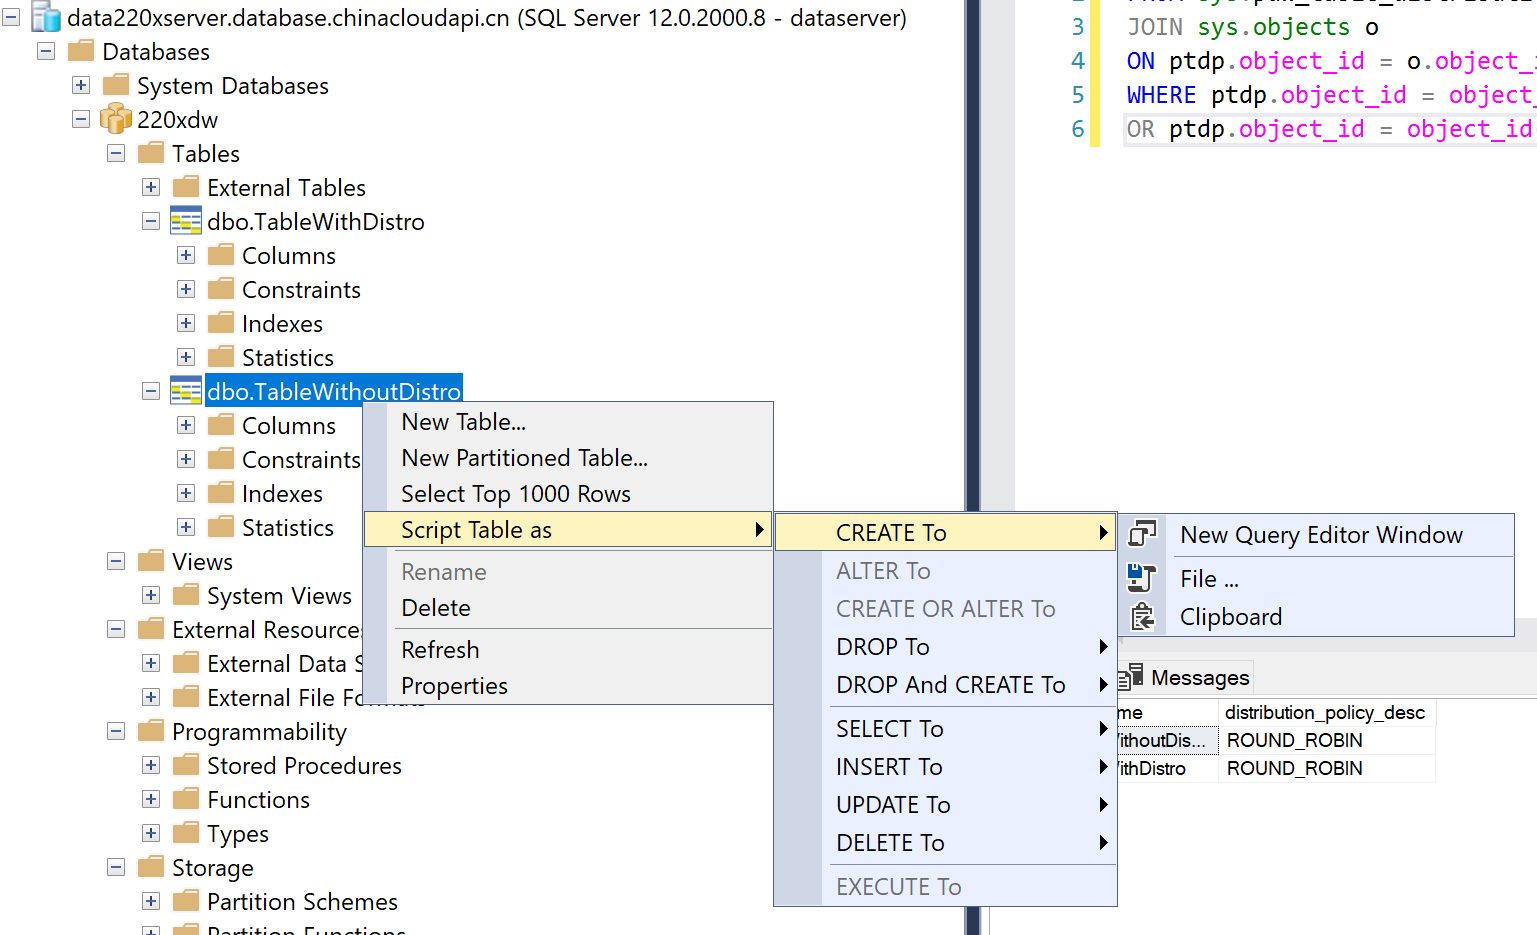 data220xserver.database.chinacloudapi.cn (SQL Server 12.0.2000.8 - dataserver)
Databases
System Databases
220xdw
Tables
External Tables
dbo.TableWithDistro
Columns
Constraints
Indexes
Statistics
dbo.TableWithoutDistro
Columns
Constraints
Indexes
Statistics
Views
System Views
External Resources
External Data S
External File Formats
Programmability
Stored Procedures
Functions
Types
Storage
Partition Schemes
Partition Functions
New Table...
New Partitioned Table...
Select Top 1000 Rows
Script Table as
Rename
Delete
Refresh
Properties
CREATE To
ALTER To
CREATE OR ALTER To
DROP To
DROP And CREATE To
SELECT To
INSERT To
UPDATE To
DELETE To
EXECUTE To
New Query Editor Window
File ...
Clipboard
3 JOIN sys.objects o
4 ON ptdp.object_id = o.object_i
5 WHERE ptdp.object_id = object_
6 OR ptdp.object_id = object_id
Messages
me distribution_policy_desc
ithoutDis... ROUND_ROBIN
ithDistro ROUND_ROBIN